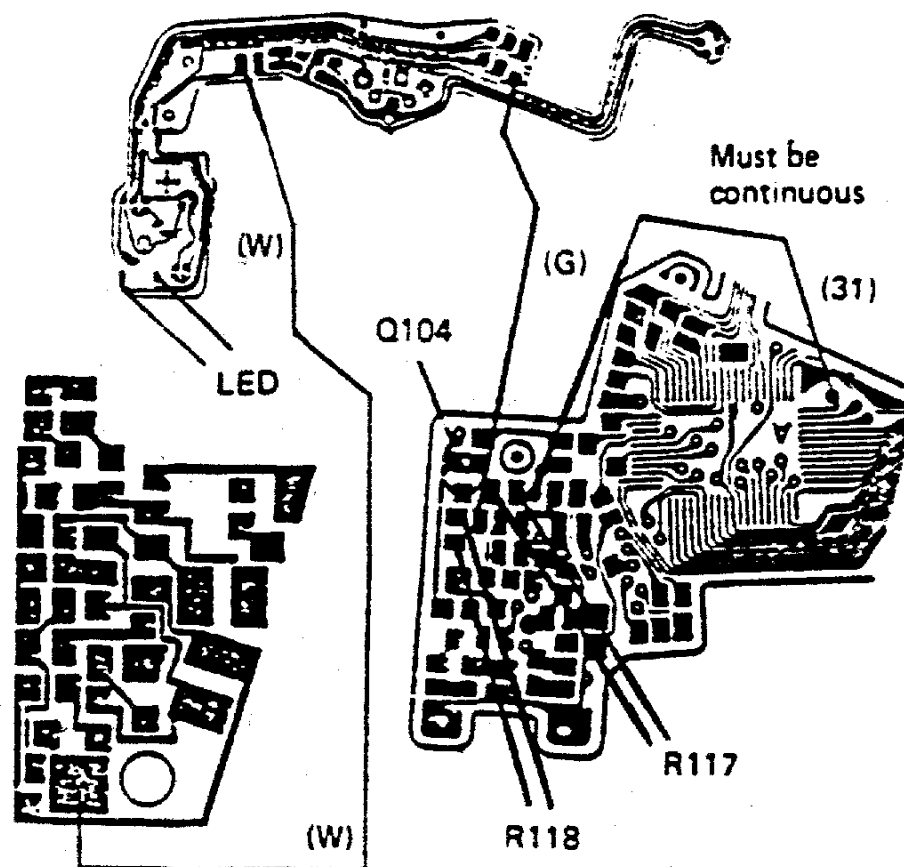 Must be
continuous
(W)
(G)
(31)
Q104
LED
A
R117
(W)
R118